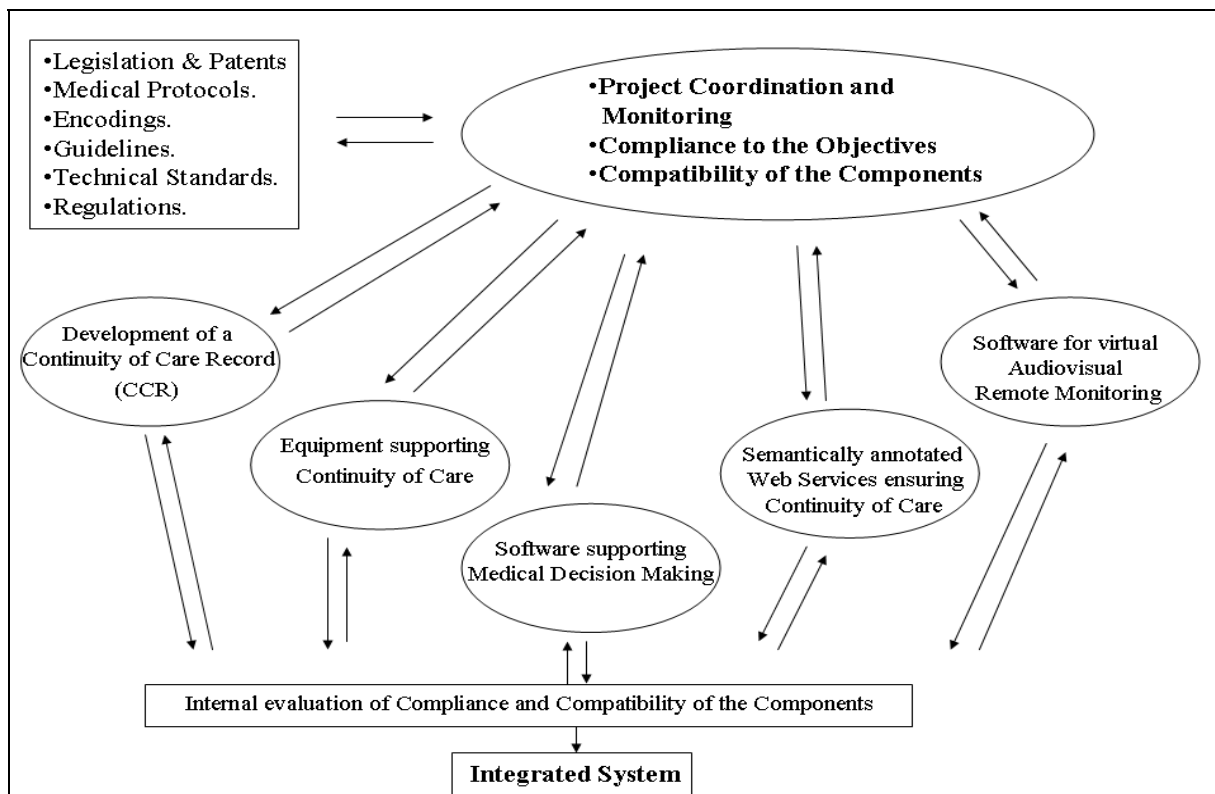 •Legislation & Patents
•Medical Protocols.
•Encodings.
•Guidelines.
•Technical Standards.
•Regulations.
•Project Coordination and
Monitoring
•Compliance to the Objectives
•Compatibility of the Components
Development of a
Continuity of Care Record
(CCR)
Equipment supporting
Continuity of Care
Software supporting
Medical Decision Making
Semantically annotated
Web Services ensuring
Continuity of Care
Software for virtual
Audiovisual
Remote Monitoring
Internal evaluation of Compliance and Compatibility of the Components
Integrated System